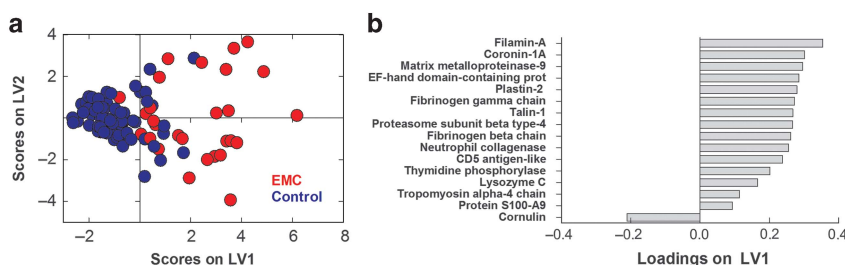 a
4
2
0
−2
−4
Scores on LV2
EMC
Control
−2
0
2
4
6
8
Scores on LV1
b
Filamin-A
Coronin-1A
Matrix metalloproteinase-9
EF-hand domain-containing prot
Plastin-2
Fibrinogen gamma chain
Talin-1
Proteasome subunit beta type-4
Fibrinogen beta chain
Neutrophil collagenase
CD5 antigen-like
Thymidine phosphorylase
Lysozyme C
Tropomyosin alpha-4 chain
Protein S100-A9
Cornulin
−0.4
−0.2
0.0
0.2
0.4
Loadings on LV1